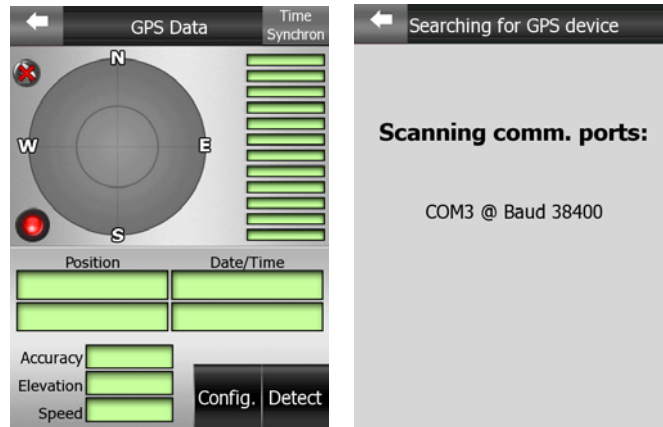 GPS Data
Time
Synchron
N
W
E
S
Position
Date/Time
Accuracy
Elevation
Speed
Config.
Detect
Searching for GPS device
Scanning comm. ports:
COM3 @ Baud 38400